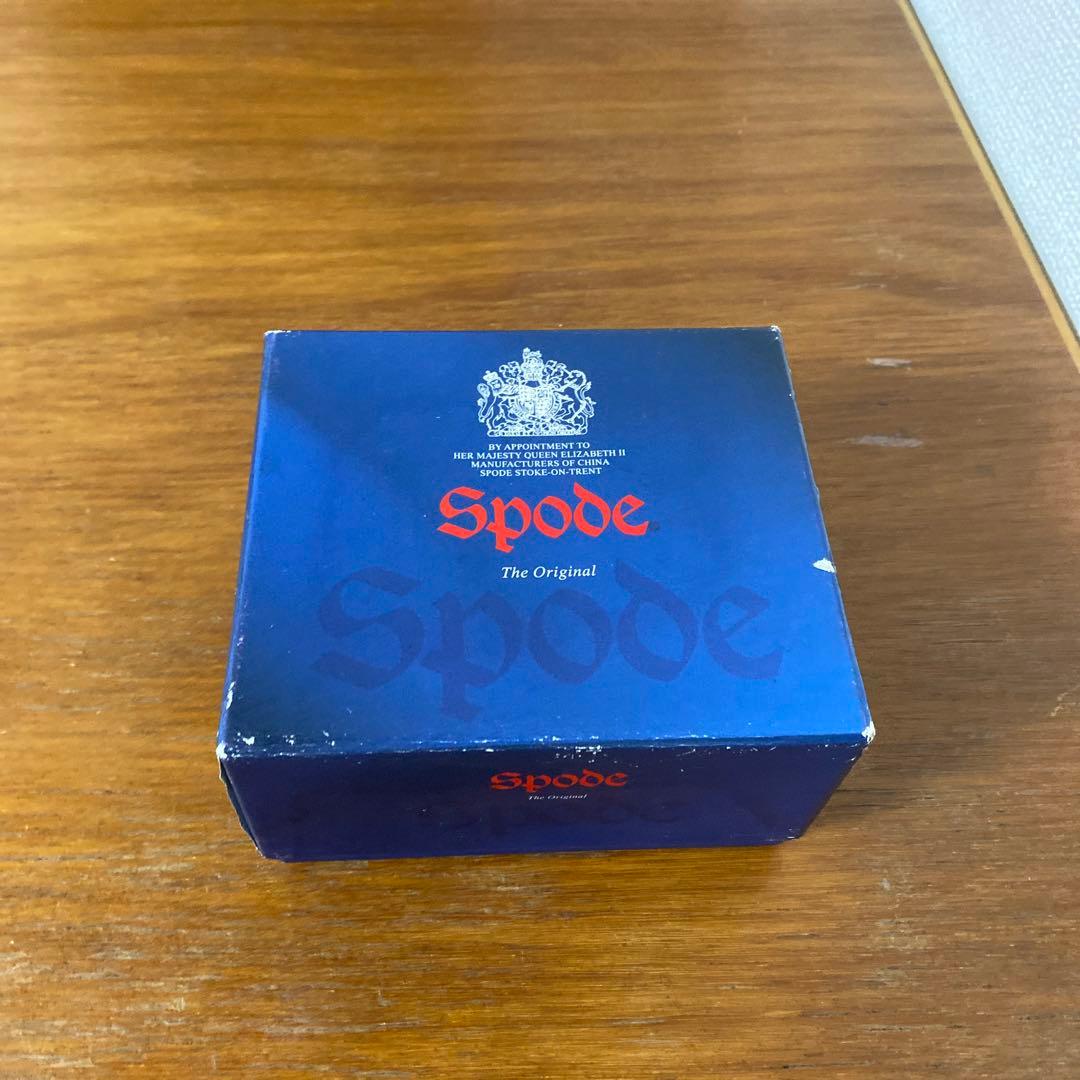 BY APPOINTMENT TO
HER MAJESTY QUEEN ELIZABETH II
MANUFACTURERS OF CHINA
SPODE STOKE-ON-TRENT
Spode
The Original
Spode
Spode
The Original
Spode